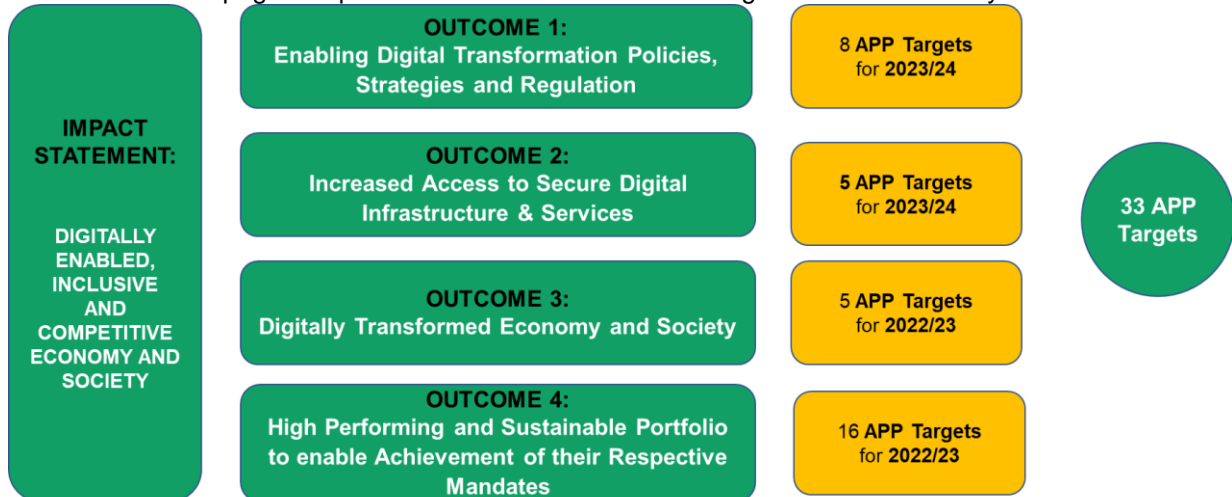 IMPACT
STATEMENT:
DIGITALLY
ENABLED,
INCLUSIVE
AND
COMPETITIVE
ECONOMY AND
SOCIETY
OUTCOME 1:
Enabling Digital Transformation Policies,
Strategies and Regulation
8 APP Targets
for 2023/24
OUTCOME 2:
Increased Access to Secure Digital
Infrastructure & Services
5 APP Targets
for 2023/24
OUTCOME 3:
Digitally Transformed Economy and Society
5 APP Targets
for 2022/23
OUTCOME 4:
High Performing and Sustainable Portfolio
to enable Achievement of their Respective
Mandates
16 APP Targets
for 2022/23
33 APP
Targets